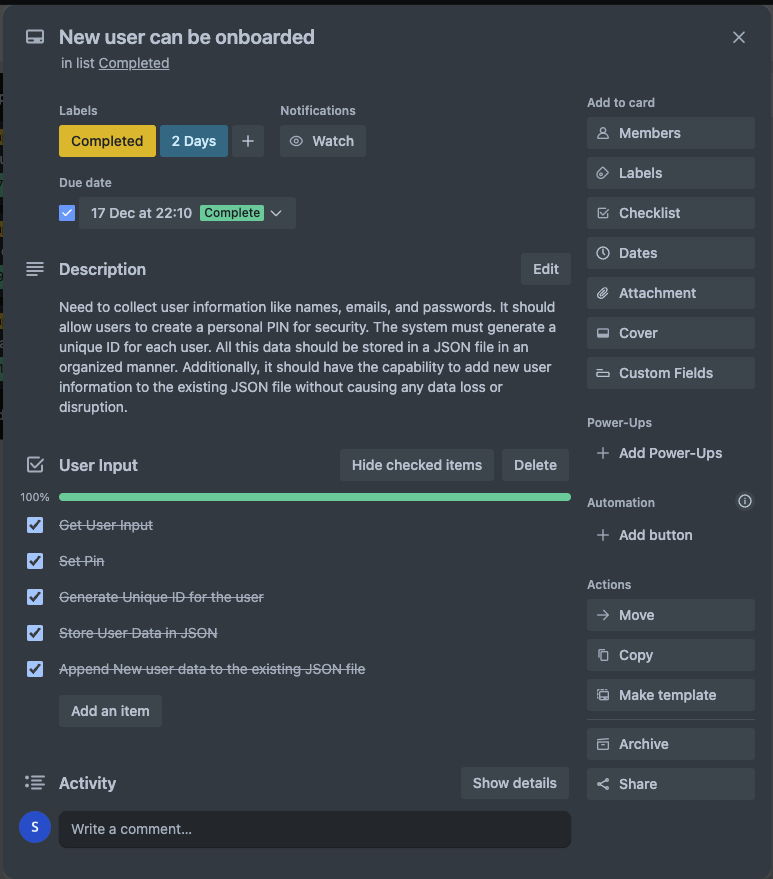 New user can be onboarded
in list Completed
Labels
Notifications
Completed
2 Days
Watch
Due date
17 Dec at 22:10 Complete
Description
Edit
Need to collect user information like names, emails, and passwords. It should
allow users to create a personal PIN for security. The system must generate a
unique ID for each user. All this data should be stored in a JSON file in an
organized manner. Additionally, it should have the capability to add new user
information to the existing JSON file without causing any data loss or
disruption.
User Input
Hide checked items
Delete
100%
Get User Input
Set Pin
Generate Unique ID for the user
Store User Data in JSON
Append New user data to the existing JSON file
Add an item
Activity
Show details
S
Write a comment…
Add to card
Members
Labels
Checklist
Dates
Attachment
Cover
Custom Fields
Power-Ups
Add Power-Ups
Automation
Add button
Actions
Move
Copy
Make template
Archive
Share